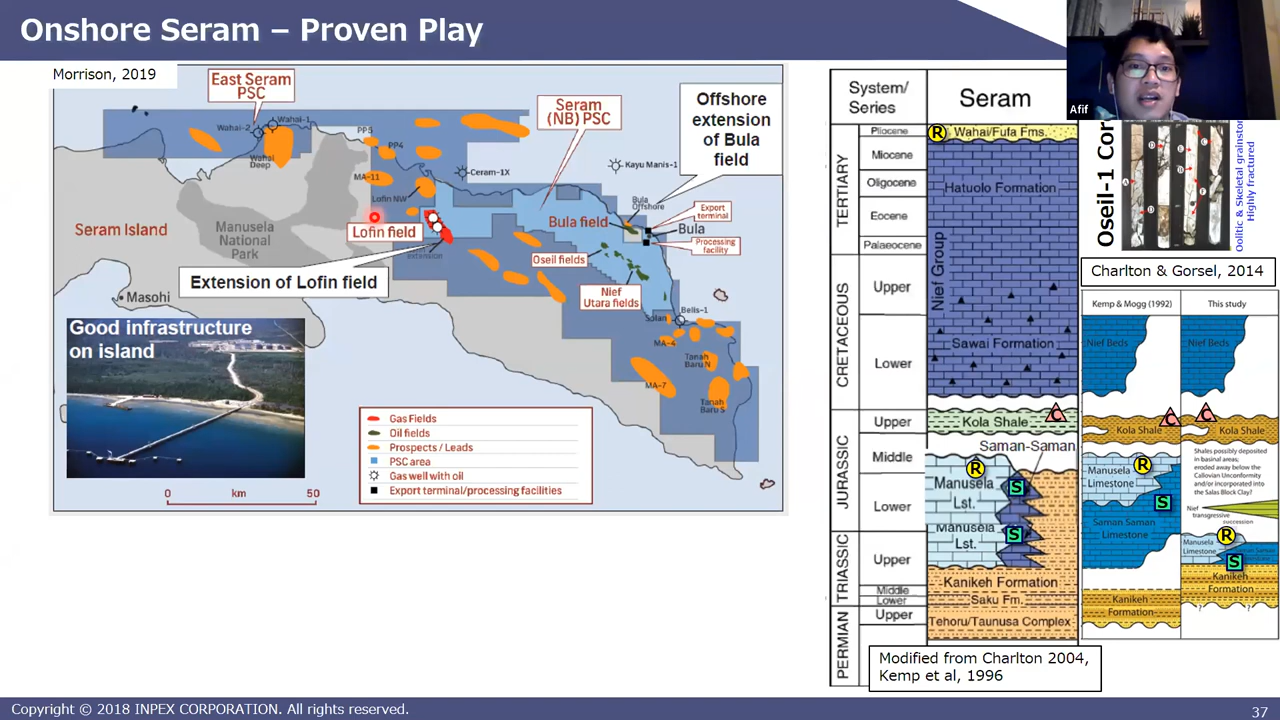 Onshore Seram – Proven Play
Morrison, 2019
East Seram
PSC
Wahai-1
Wahai-2
Wahai
Deep
PP5
PP4
MA-11
Lofin NW
Ceram-1X
Seram
(NB) PSC
Offshore
extension
of Bula
field
Kayu Manis-1
Bula
Offshore
Export
terminal
Bula
Processing
facility
Bula field
Seram Island
Manusela
National
Park
Lofin field
extension
Oseil fields
Extension of Lofin field
Nief
Utara fields
Masohi
Belis-1
Solan
MA-4
Tanah
Baru N
MA-7
Tanah
Baru S
Good infrastructure
on island
Gas Fields
Oil fields
Prospects / Leads
PSC area
Gas well with oil
Export terminal/processing facilities
0 km 50
System/
Series
Seram
TERTIARY
Pliocene
Miocene
Oligocene
Eocene
Palaeocene
CRETACEOUS
Upper
Lower
JURASSIC
Upper
Middle
Lower
TRIASSIC
Upper
Middle
Lower
PERMIAN
Upper
R
Wahai/Fufa Fms.
Hatuolo Formation
Nief Group
Sawai Formation
Kola Shale
C
Saman-Saman
R
Manusela
Lst.
S
Manusela
Lst.
S
Kanikeh Formation
Saku Fm.
Tehoru/Taunusa Complex
Modified from Charlton 2004,
Kemp et al, 1996
Afif
Oseil-1 Cor
Oolitic & Skeletal grainston
Highly fractured
Charlton & Gorsel, 2014
Kemp & Mogg (1992)
This study
Nief Beds
Nief Beds
C
C
Kola Shale
Kola Shale
Manusela
Limestone
R
S
Saman Saman
Limestone
Shales possibly deposited
in basinal areas;
eroded away below the
Callovian Unconformity
and/or incorporated into
the Salas Block Clay?
Nief
transgressive
succession
R
Manusela
Limestone
S
Kanikeh
Formation
Kanikeh
Formation
? ?
Copyright © 2018 INPEX CORPORATION. All rights reserved.
37